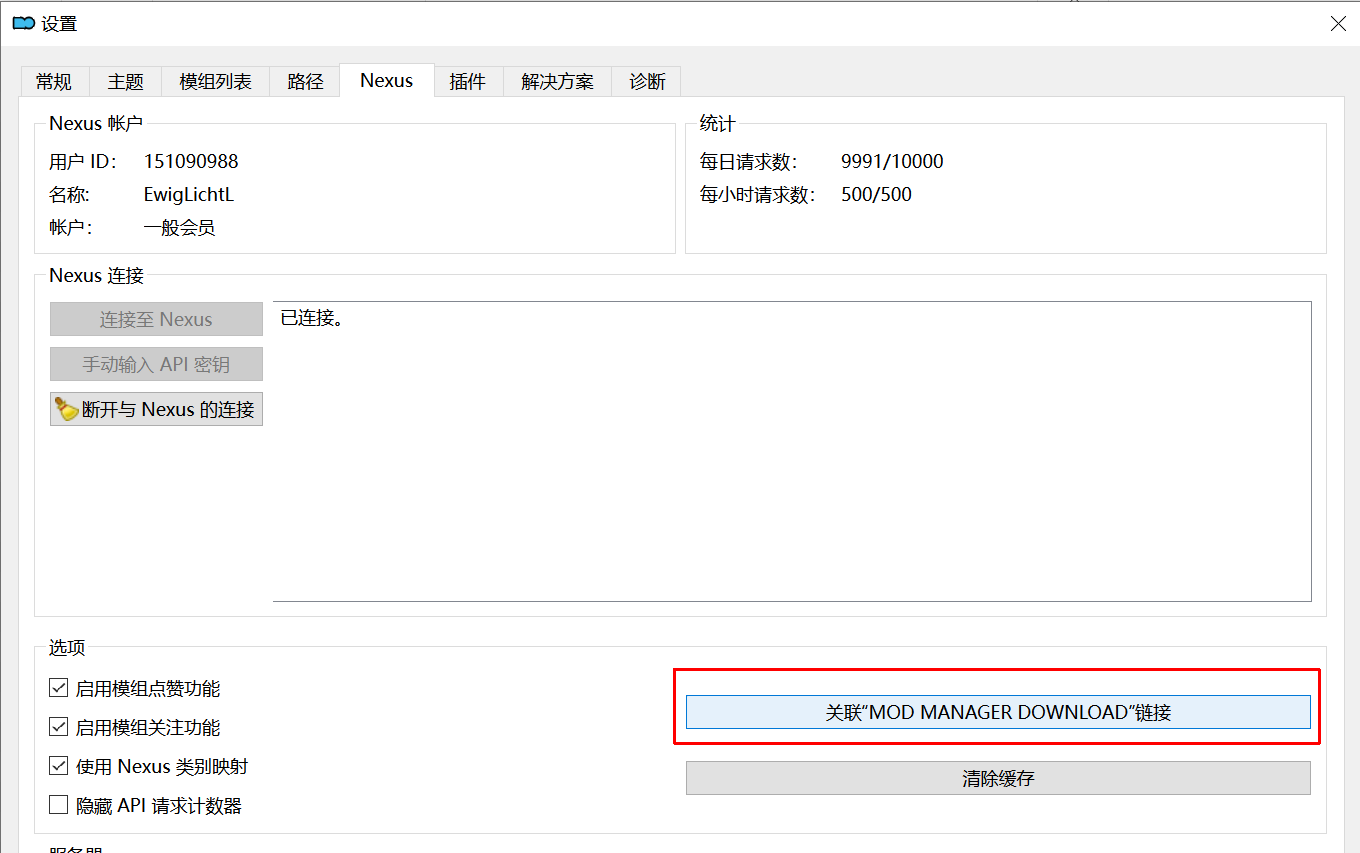 设置
常规 主题 模组列表 路径 Nexus 插件 解决方案 诊断
Nexus 帐户
用户 ID： 151090988
名称: EwigLichtL
帐户： 一般会员
统计
每日请求数： 9991/10000
每小时请求数： 500/500
Nexus 连接
连接至 Nexus
手动输入 API 密钥
断开与 Nexus 的连接
已连接。
选项
启用模组点赞功能
启用模组关注功能
使用 Nexus 类别映射
隐藏 API 请求计数器
关联“MOD MANAGER DOWNLOAD”链接
清除缓存
服务器